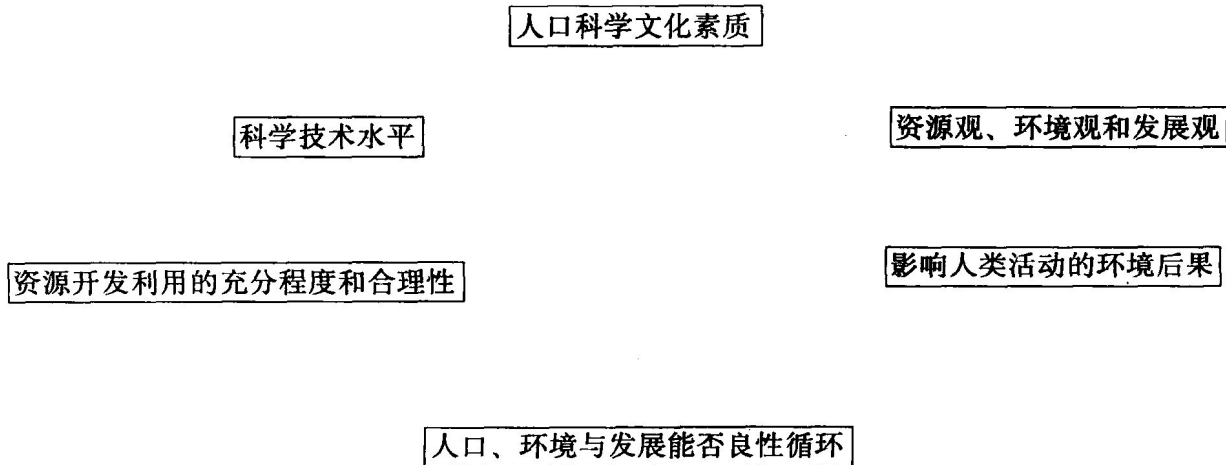 人口科学文化素质
科学技术水平
资源观、环境观和发展观
资源开发利用的充分程度和合理性
影响人类活动的环境后果
人口、环境与发展能否良性循环